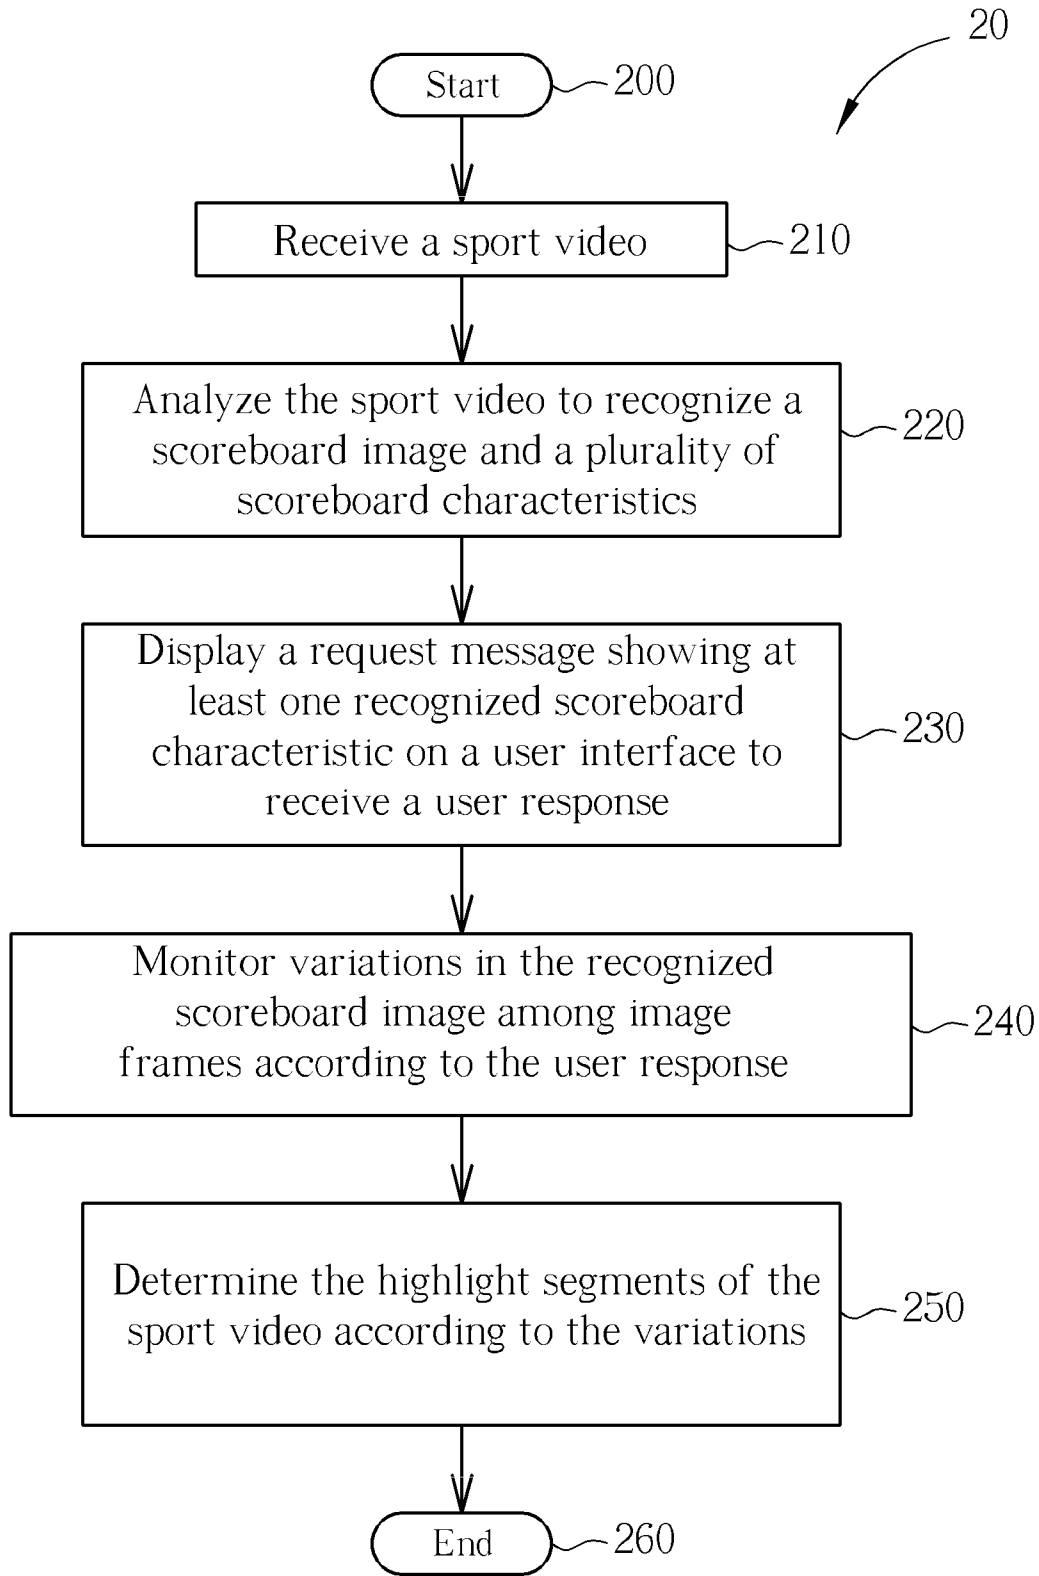 20
Start
200
Receive a sport video
210
Analyze the sport video to recognize a
scoreboard image and a plurality of
scoreboard characteristics
220
Display a request message showing at
least one recognized scoreboard
characteristic on a user interface to
receive a user response
230
Monitor variations in the recognized
scoreboard image among image
frames according to the user response
240
Determine the highlight segments of the
sport video according to the variations
250
End
260